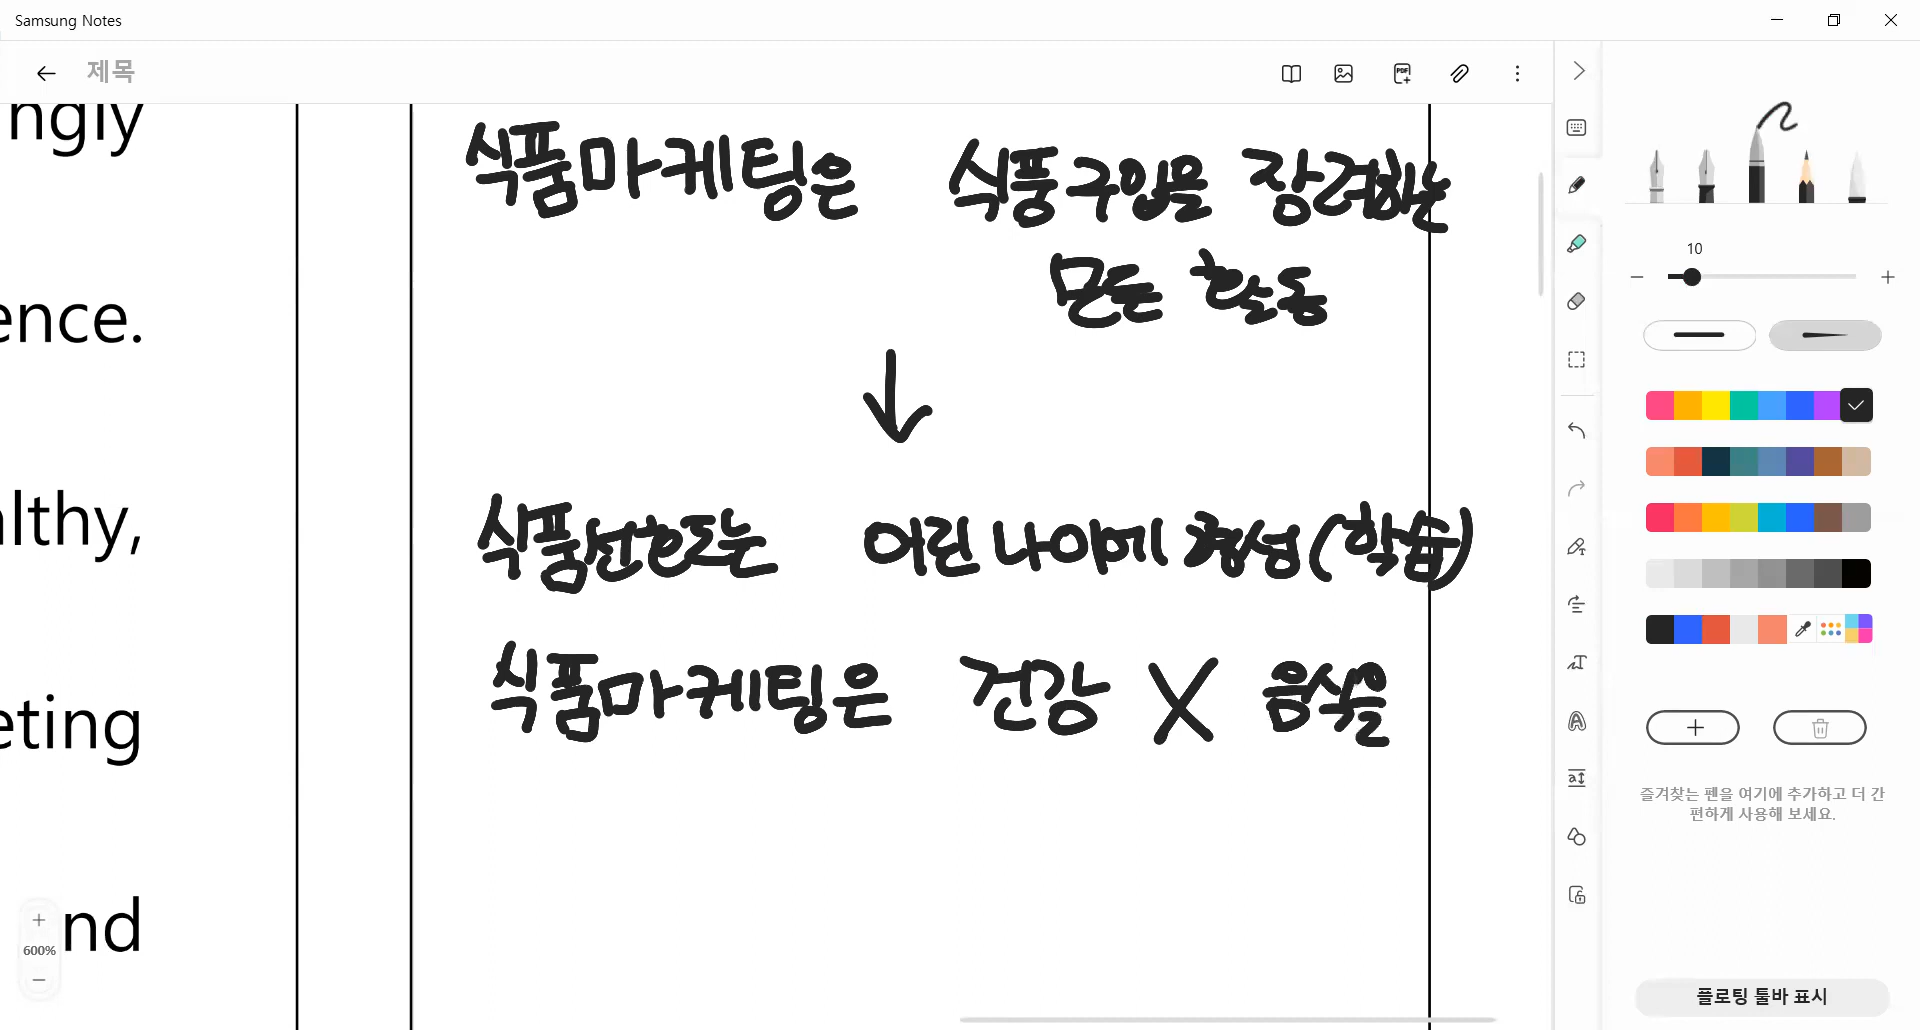 Samsung Notes
제목
ngly
ence.
lthy,
eting
nd
식품마케팅은 식품구입을 장려하는
모든 활동
↓
식품선호도는 어린 나이에 형성(학습)
식품마케팅은 건강 X 음식을
10
즐겨찾는 펜을 여기에 추가하고 더 간
편하게 사용해 보세요.
600%
플로팅 툴바 표시